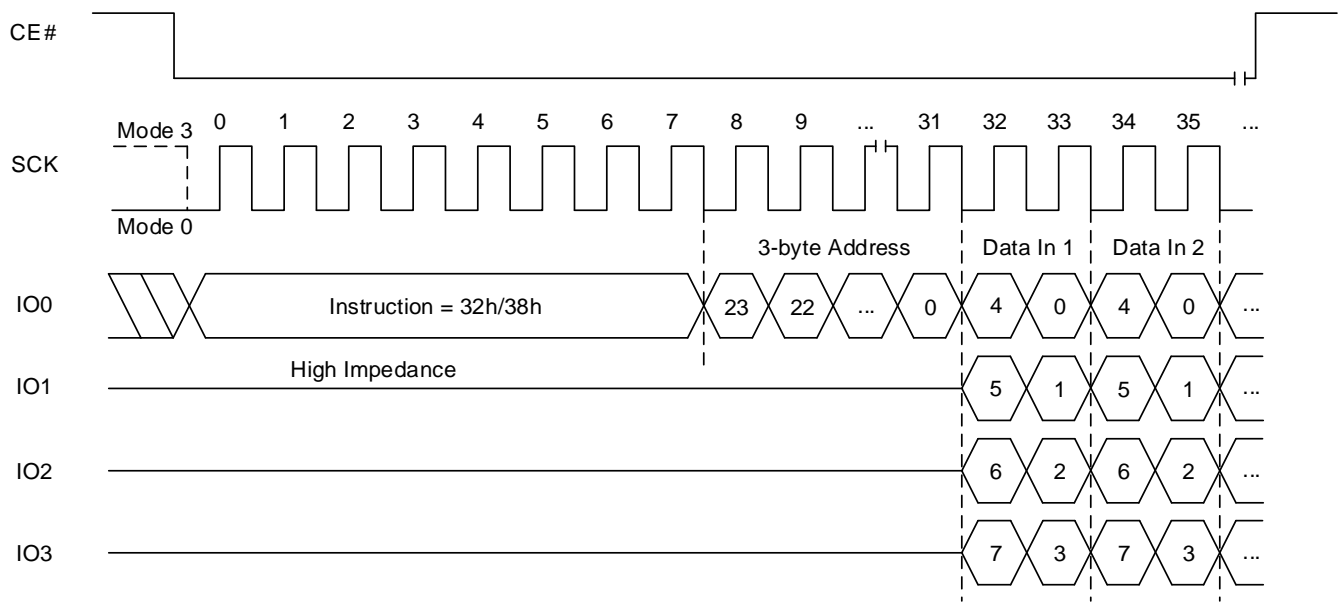 CE#
Mode 3 0 1 2 3 4 5 6 7 8 9 ... 31 32 33 34 35 ...
SCK
Mode 0
3-byte Address Data In 1 Data In 2
IO0 Instruction = 32h/38h 23 22 ... 0 4 0 4 0 ...
High Impedance
IO1 5 1 5 1 ...
IO2 6 2 6 2 ...
IO3 7 3 7 3 ...